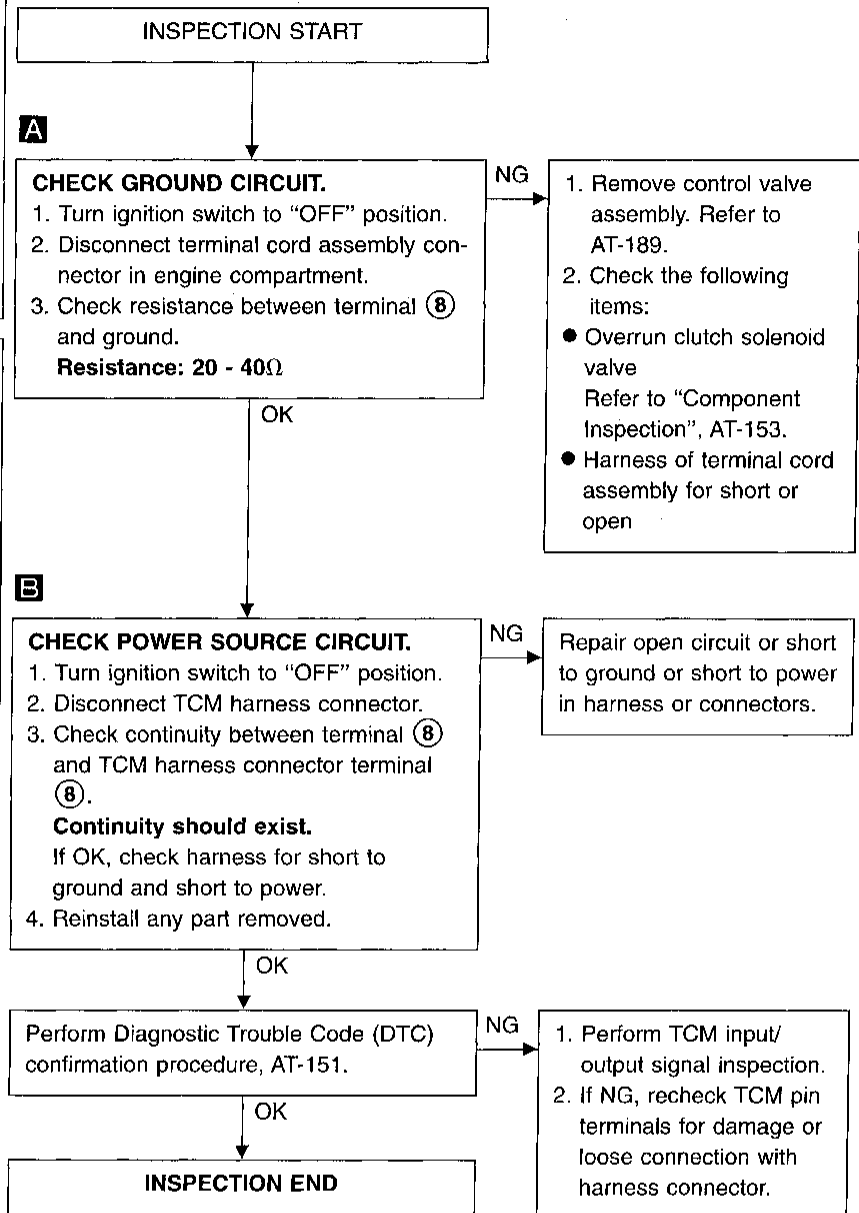 INSPECTION START
A
CHECK GROUND CIRCUIT.
1. Turn ignition switch to “OFF” position.
2. Disconnect terminal cord assembly con-
nector in engine compartment.
3. Check resistance between terminal ⑧
and ground.
Resistance: 20 - 40Ω
NG
1. Remove control valve
assembly. Refer to
AT-189.
2. Check the following
items:
● Overrun clutch solenoid
valve
Refer to “Component
Inspection”, AT-153.
● Harness of terminal cord
assembly for short or
open
OK
B
CHECK POWER SOURCE CIRCUIT.
1. Turn ignition switch to “OFF” position.
2. Disconnect TCM harness connector.
3. Check continuity between terminal ⑧
and TCM harness connector terminal
⑧.
Continuity should exist.
If OK, check harness for short to
ground and short to power.
4. Reinstall any part removed.
NG
Repair open circuit or short
to ground or short to power
in harness or connectors.
OK
Perform Diagnostic Trouble Code (DTC)
confirmation procedure, AT-151.
NG
1. Perform TCM input/
output signal inspection.
2. If NG, recheck TCM pin
terminals for damage or
loose connection with
harness connector.
OK
INSPECTION END